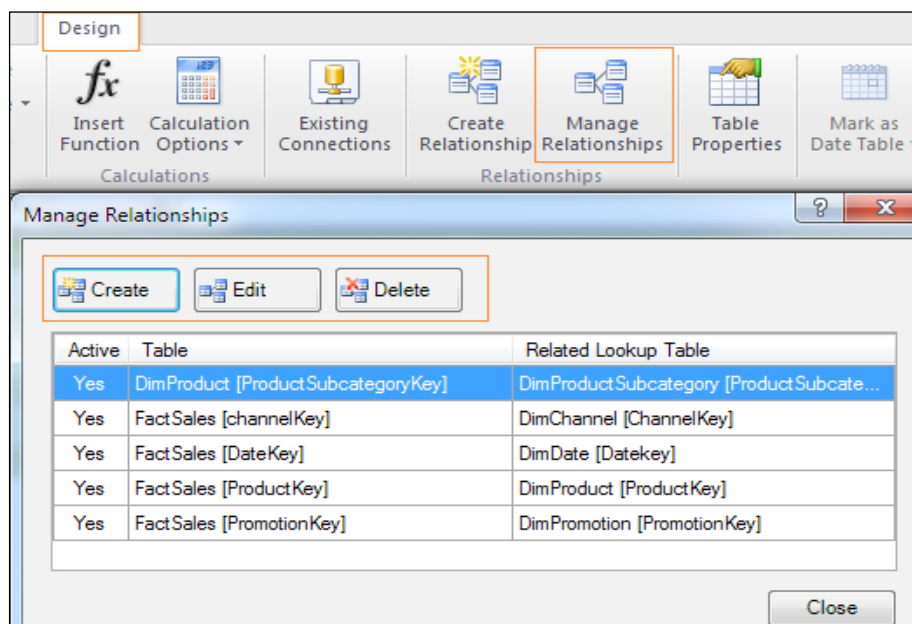 Design
123
fx
Insert Function
Calculation Options
Existing Connections
Create Relationship
Manage Relationships
Table Properties
Mark as Date Table
Calculations
Relationships
Manage Relationships
?
X
Create Edit Delete
Active Table Related Lookup Table
Yes DimProduct [ProductSubcategoryKey] DimProductSubcategory [ProductSubcate...
Yes FactSales [channelKey] DimChannel [ChannelKey]
Yes FactSales [DateKey] DimDate [Datekey]
Yes FactSales [ProductKey] DimProduct [ProductKey]
Yes FactSales [PromotionKey] DimPromotion [PromotionKey]
Close